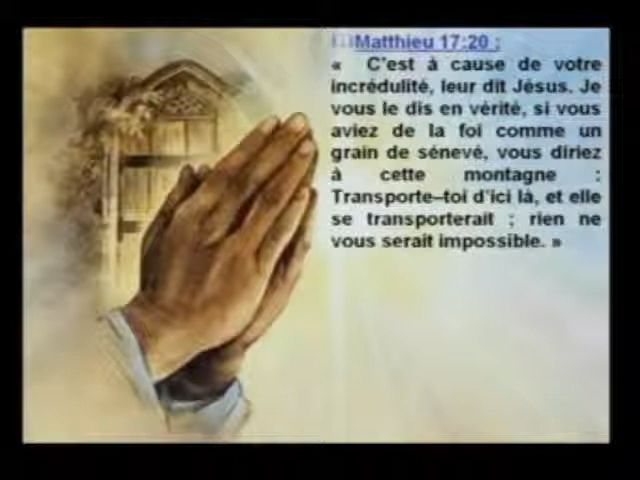 Matthieu 17:20 :
« C'est à cause de votre
incrédulité, leur dit Jésus. Je
vous le dis en vérité, si vous
aviez de la foi comme un
grain de sénevé, vous diriez
à cette montagne :
Transporte–toi d'ici là, et elle
se transporterait ; rien ne
vous serait impossible. »